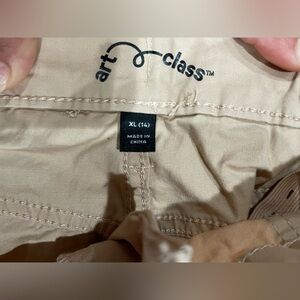 art class™
XL (14)
MADE IN
CHINA